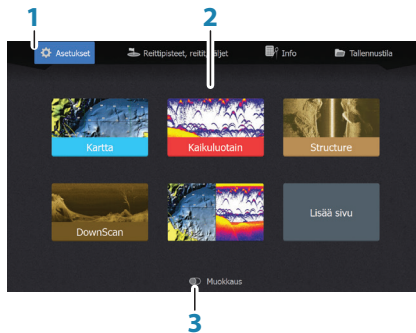 1
2
Asetukset
Reittipisteet, reitit, jäljet
Info
Tallennustila
Kartta
Kaikuluotain
Structure
DownScan
Lisää sivu
Muokkaus
3